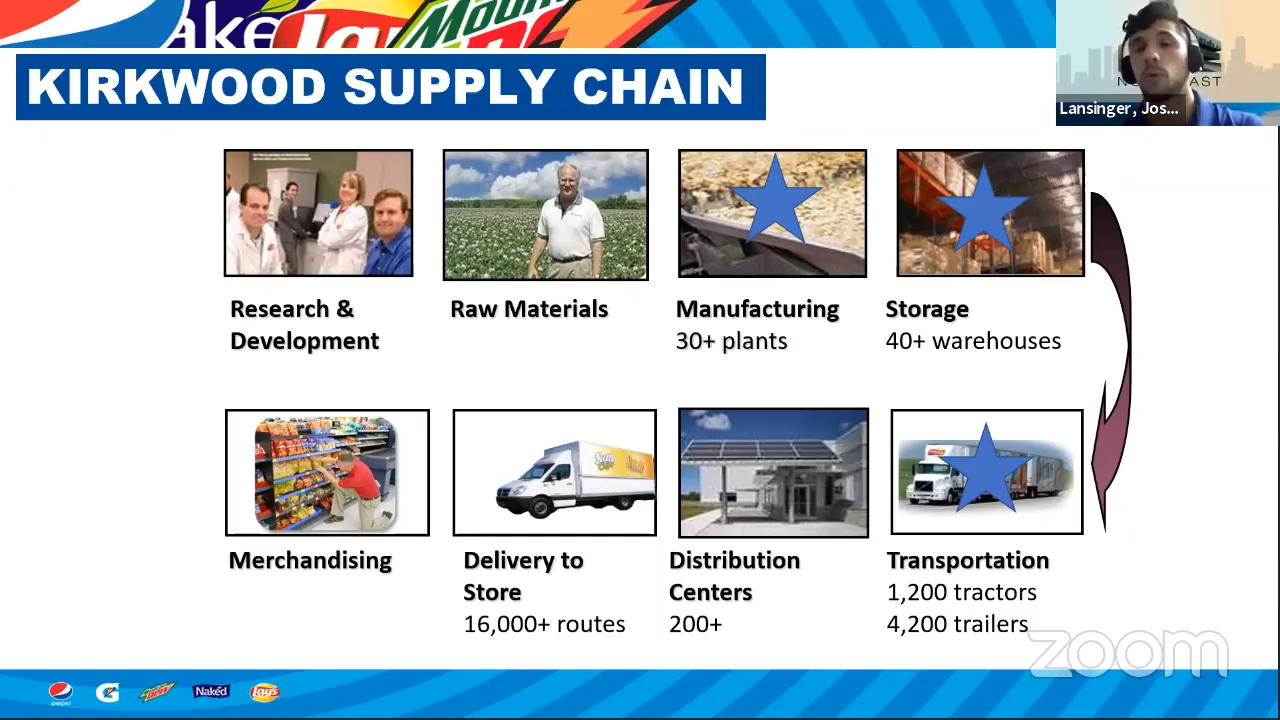 KIRKWOOD SUPPLY CHAIN
Lansinger, Jos...
Research &
Development
Raw Materials
Manufacturing
30+ plants
Storage
40+ warehouses
Merchandising
Delivery to
Store
16,000+ routes
Distribution
Centers
200+
Transportation
1,200 tractors
4,200 trailers
zoom
pepsi
G
Naked
Lay's